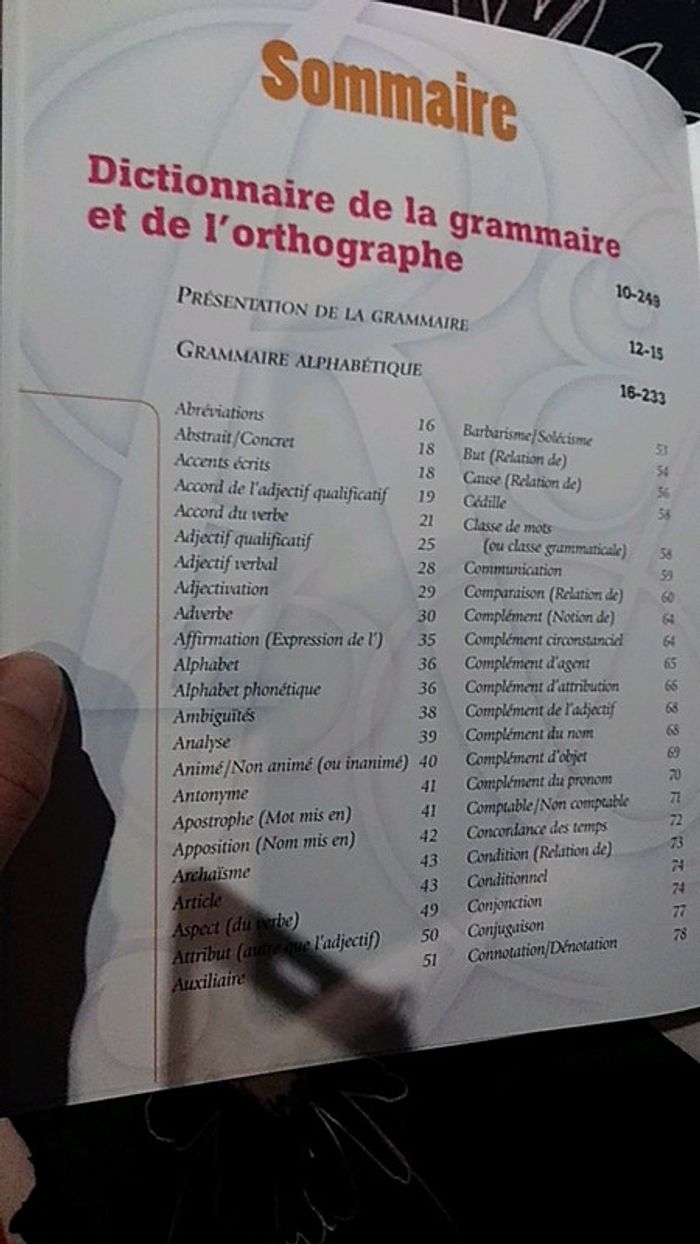 Sommaire
Dictionnaire de la grammaire
et de l'orthographe 10-249
PRÉSENTATION DE LA GRAMMAIRE 12-15
GRAMMAIRE ALPHABÉTIQUE 16-233
Abréviations 16
Abstrait/Concret 18
Accents écrits 18
Accord de l'adjectif qualificatif 19
Accord du verbe 21
Adjectif qualificatif 25
Adjectif verbal 28
Adjectivation 29
Adverbe 30
Affirmation (Expression de l') 35
Alphabet 36
Alphabet phonétique 36
Ambiguïtés 38
Analyse 39
Animé/Non animé (ou inanimé) 40
Antonyme 41
Apostrophe (Mot mis en) 41
Apposition (Nom mis en) 42
Archaïsme 43
Article 43
Aspect (du verbe) 49
Attribut (autre que l'adjectif) 50
Auxiliaire 51
Barbarisme/Solécisme 53
But (Relation de) 54
Cause (Relation de) 56
Cédille 58
Classe de mots
(ou classe grammaticale) 58
Communication 59
Comparaison (Relation de) 60
Complément (Notion de) 64
Complément circonstanciel 64
Complément d'agent 65
Complément d'attribution 66
Complément de l'adjectif 68
Complément du nom 68
Complément d'objet 69
Complément du pronom 70
Comptable/Non comptable 71
Concordance des temps 72
Condition (Relation de) 73
Conditionnel 74
Conjonction 74
Conjugaison 77
Connotation/Dénotation 78